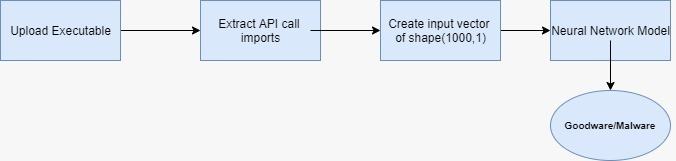 Upload Executable
Extract API call
imports
Create input vector
of shape(1000,1)
Neural Network Model
Goodware/Malware